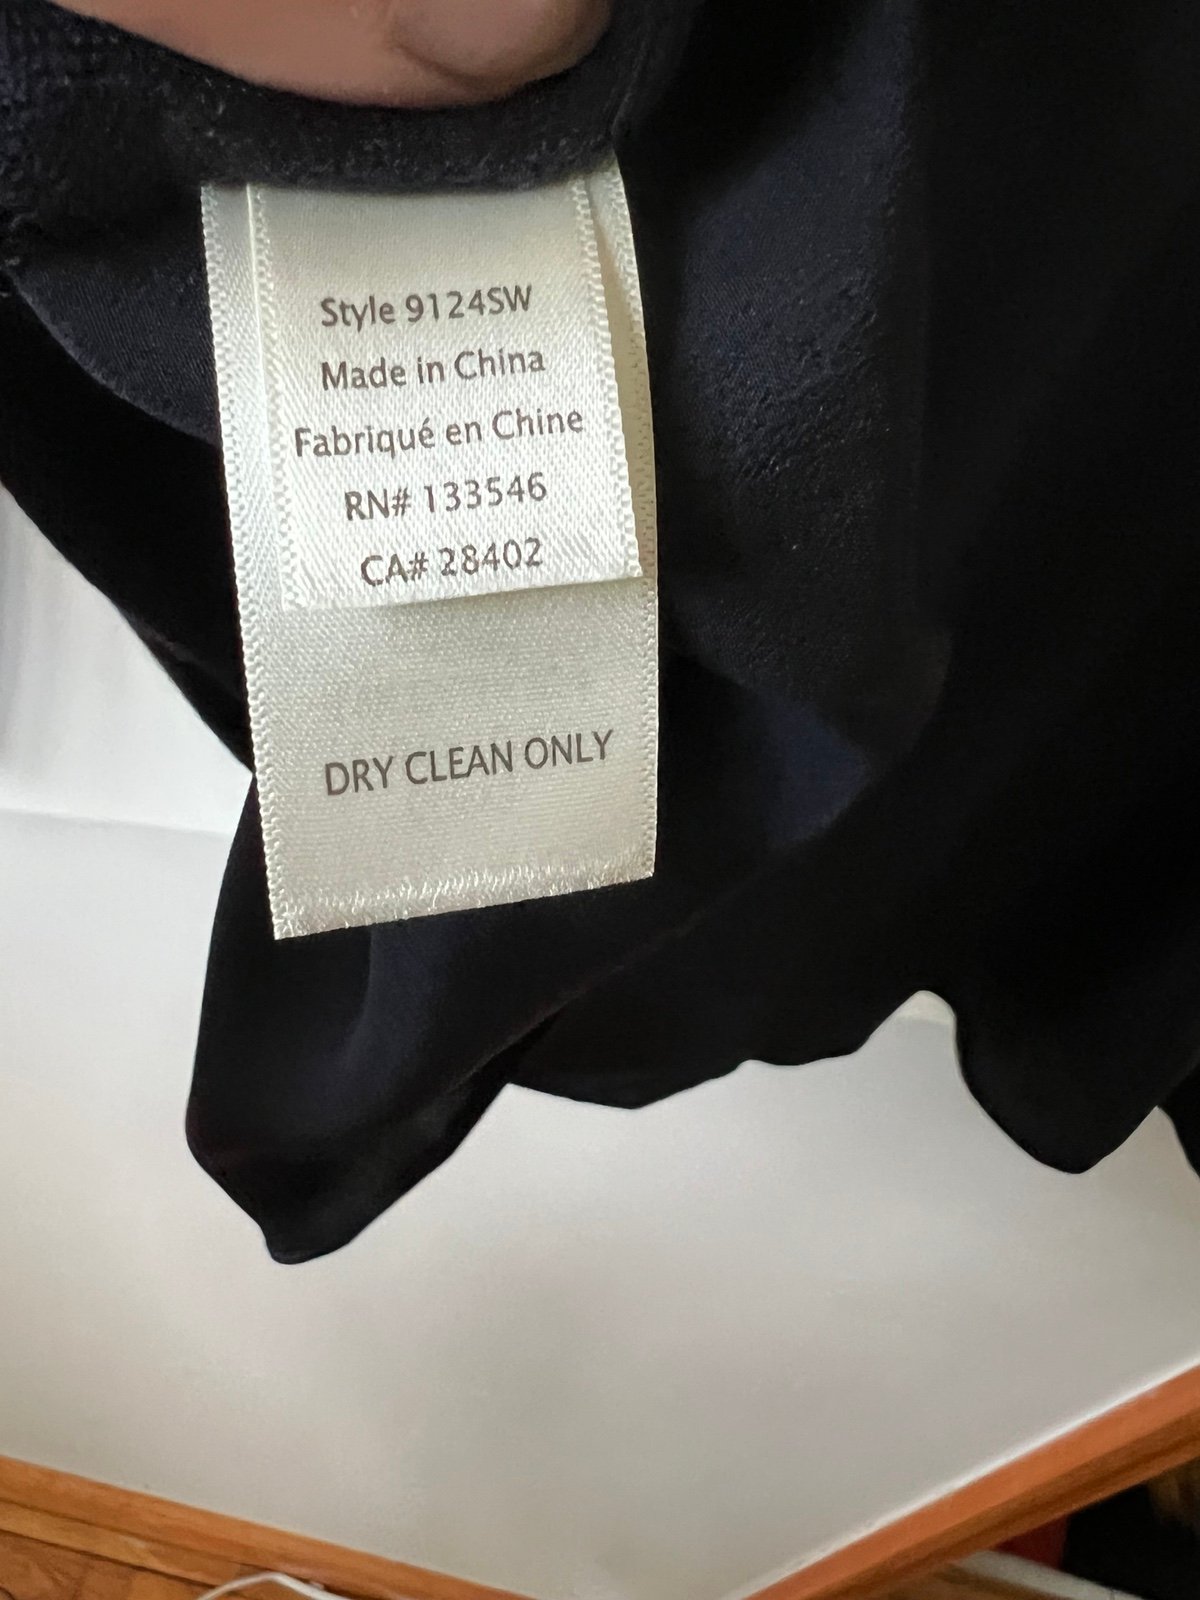 Style 9124SW
Made in China
Fabriqué en Chine
RN# 133546
CA# 28402
DRY CLEAN ONLY